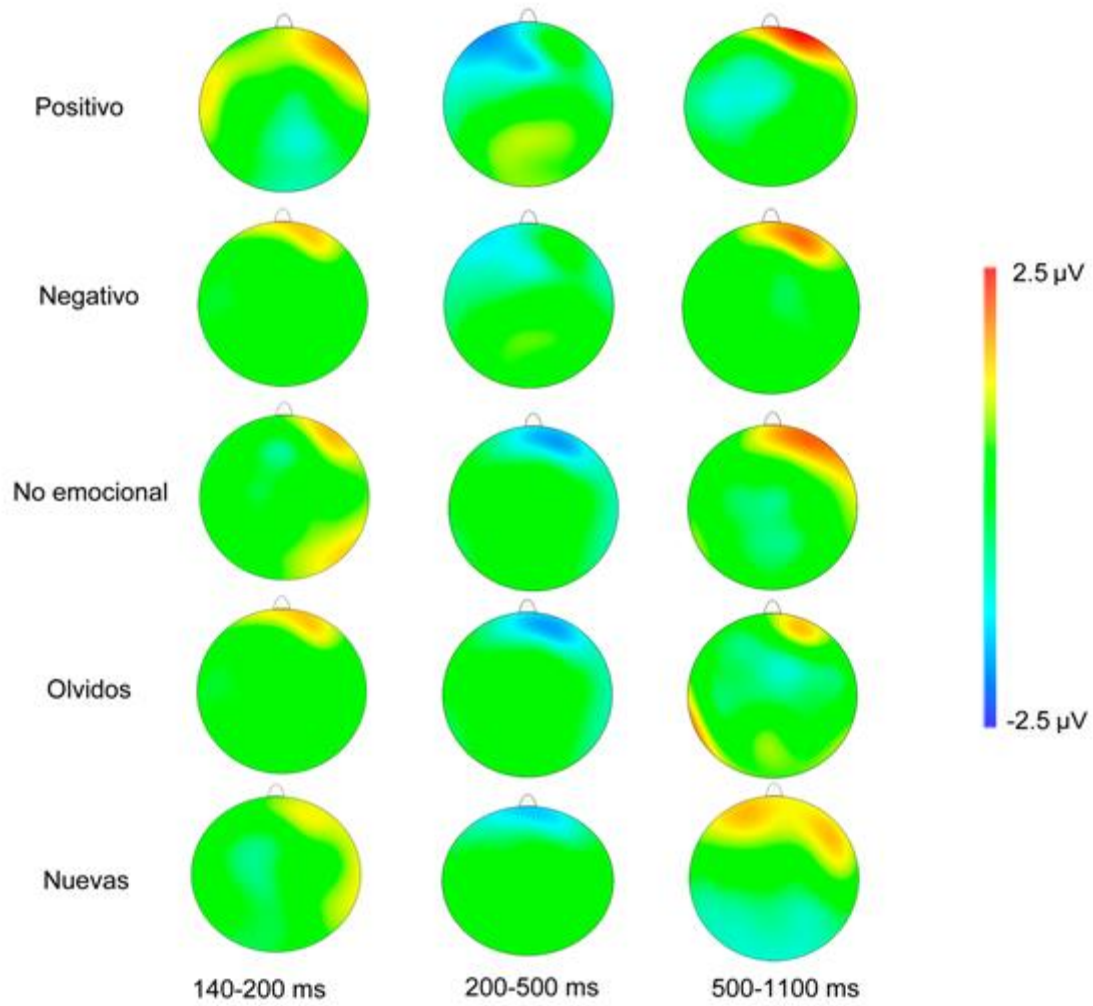 Positivo
Negativo
2.5 µV
No emocional
Olvidos
-2.5 µV
Nuevas
140-200 ms
200-500 ms
500-1100 ms